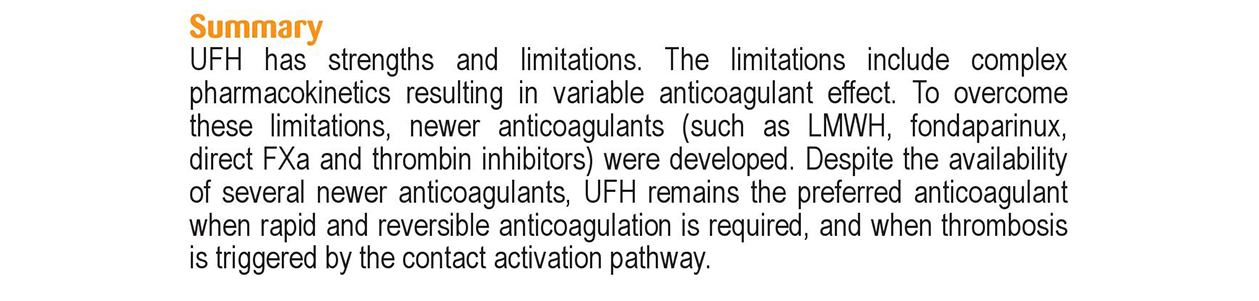 Summary
UFH has strengths and limitations. The limitations include complex
pharmacokinetics resulting in variable anticoagulant effect. To overcome
these limitations, newer anticoagulants (such as LMWH, fondaparinux,
direct FXa and thrombin inhibitors) were developed. Despite the availability
of several newer anticoagulants, UFH remains the preferred anticoagulant
when rapid and reversible anticoagulation is required, and when thrombosis
is triggered by the contact activation pathway.